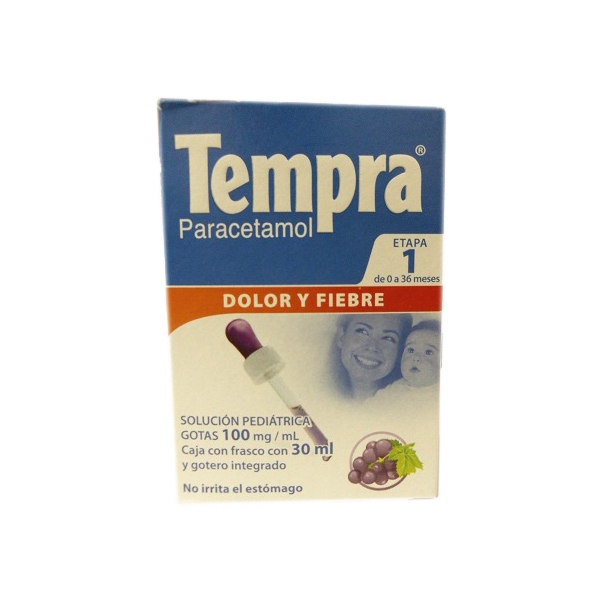 Tempra®
Paracetamol
ETAPA
1
de 0 a 36 meses
DOLOR Y FIEBRE
SOLUCIÓN PEDIÁTRICA
GOTAS 100 mg / mL
Caja con frasco con 30 ml
y gotero integrado
No irrita el estómago